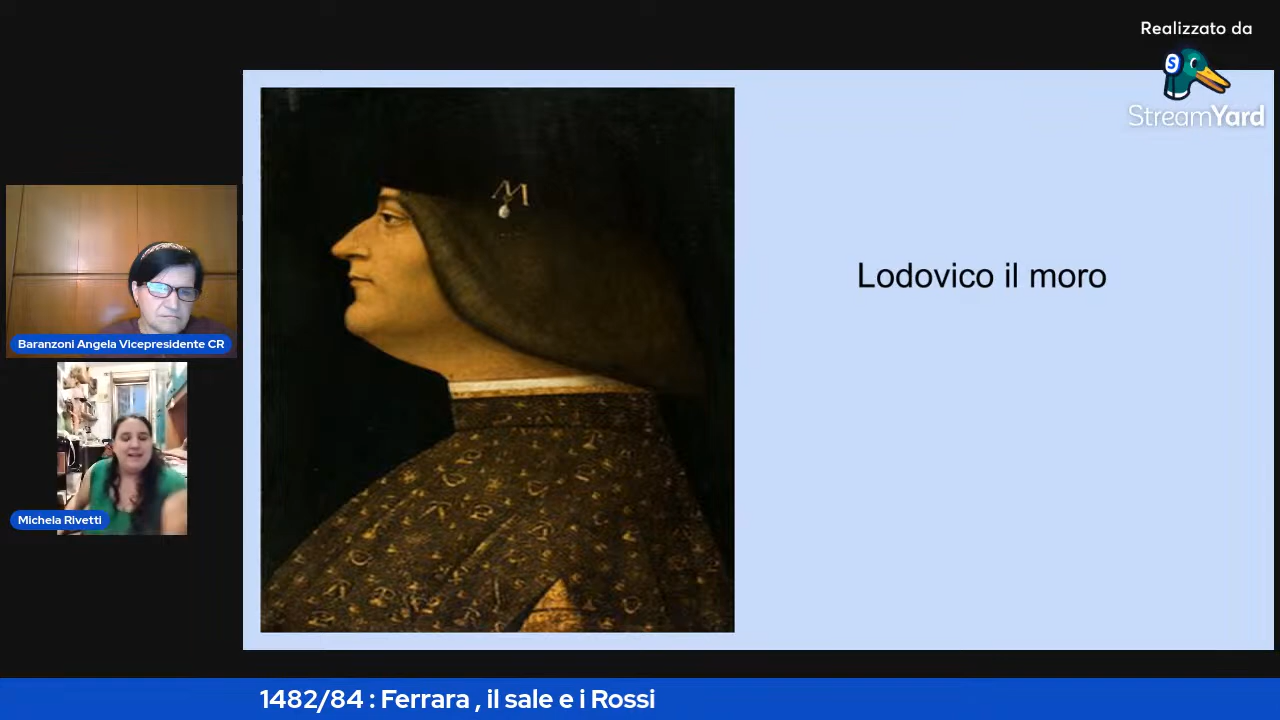 Realizzato da
S
StreamYard
M
Lodovico il moro
Baranzoni Angela Vicepresidente CR
Michela Rivetti
1482/84 : Ferrara , il sale e i Rossi